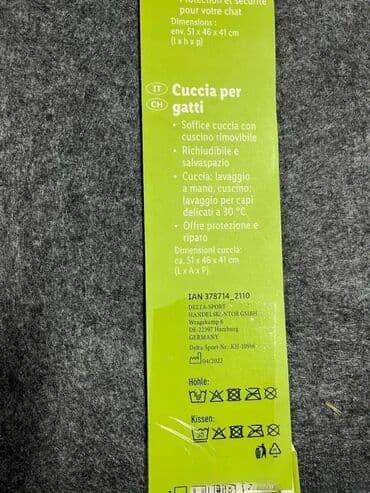 Protection et sécurité
pour votre chat
Dimensions :
env. 51 x 46 x 41 cm
(l x h x p)
IT
CH
Cuccia per
gatti
• Soffice cuccia con
cuscino rimovibile
• Richiudibile e
salvaspazio
• Cuccia: lavaggio
a mano, cuscino:
lavaggio per capi
delicati a 30 °C
• Offre protezione e
riparo
Dimensioni cuccia:
ca. 51 x 46 x 41 cm
(L x A x P)
IAN 378714_2110
DELTA-SPORT
HANDELSKONTOR GMBH
Wragekamp 6
DE-22397 Hamburg
GERMANY
Delta-Sport-Nr.:
04/2022
Höhle:
Kissen: